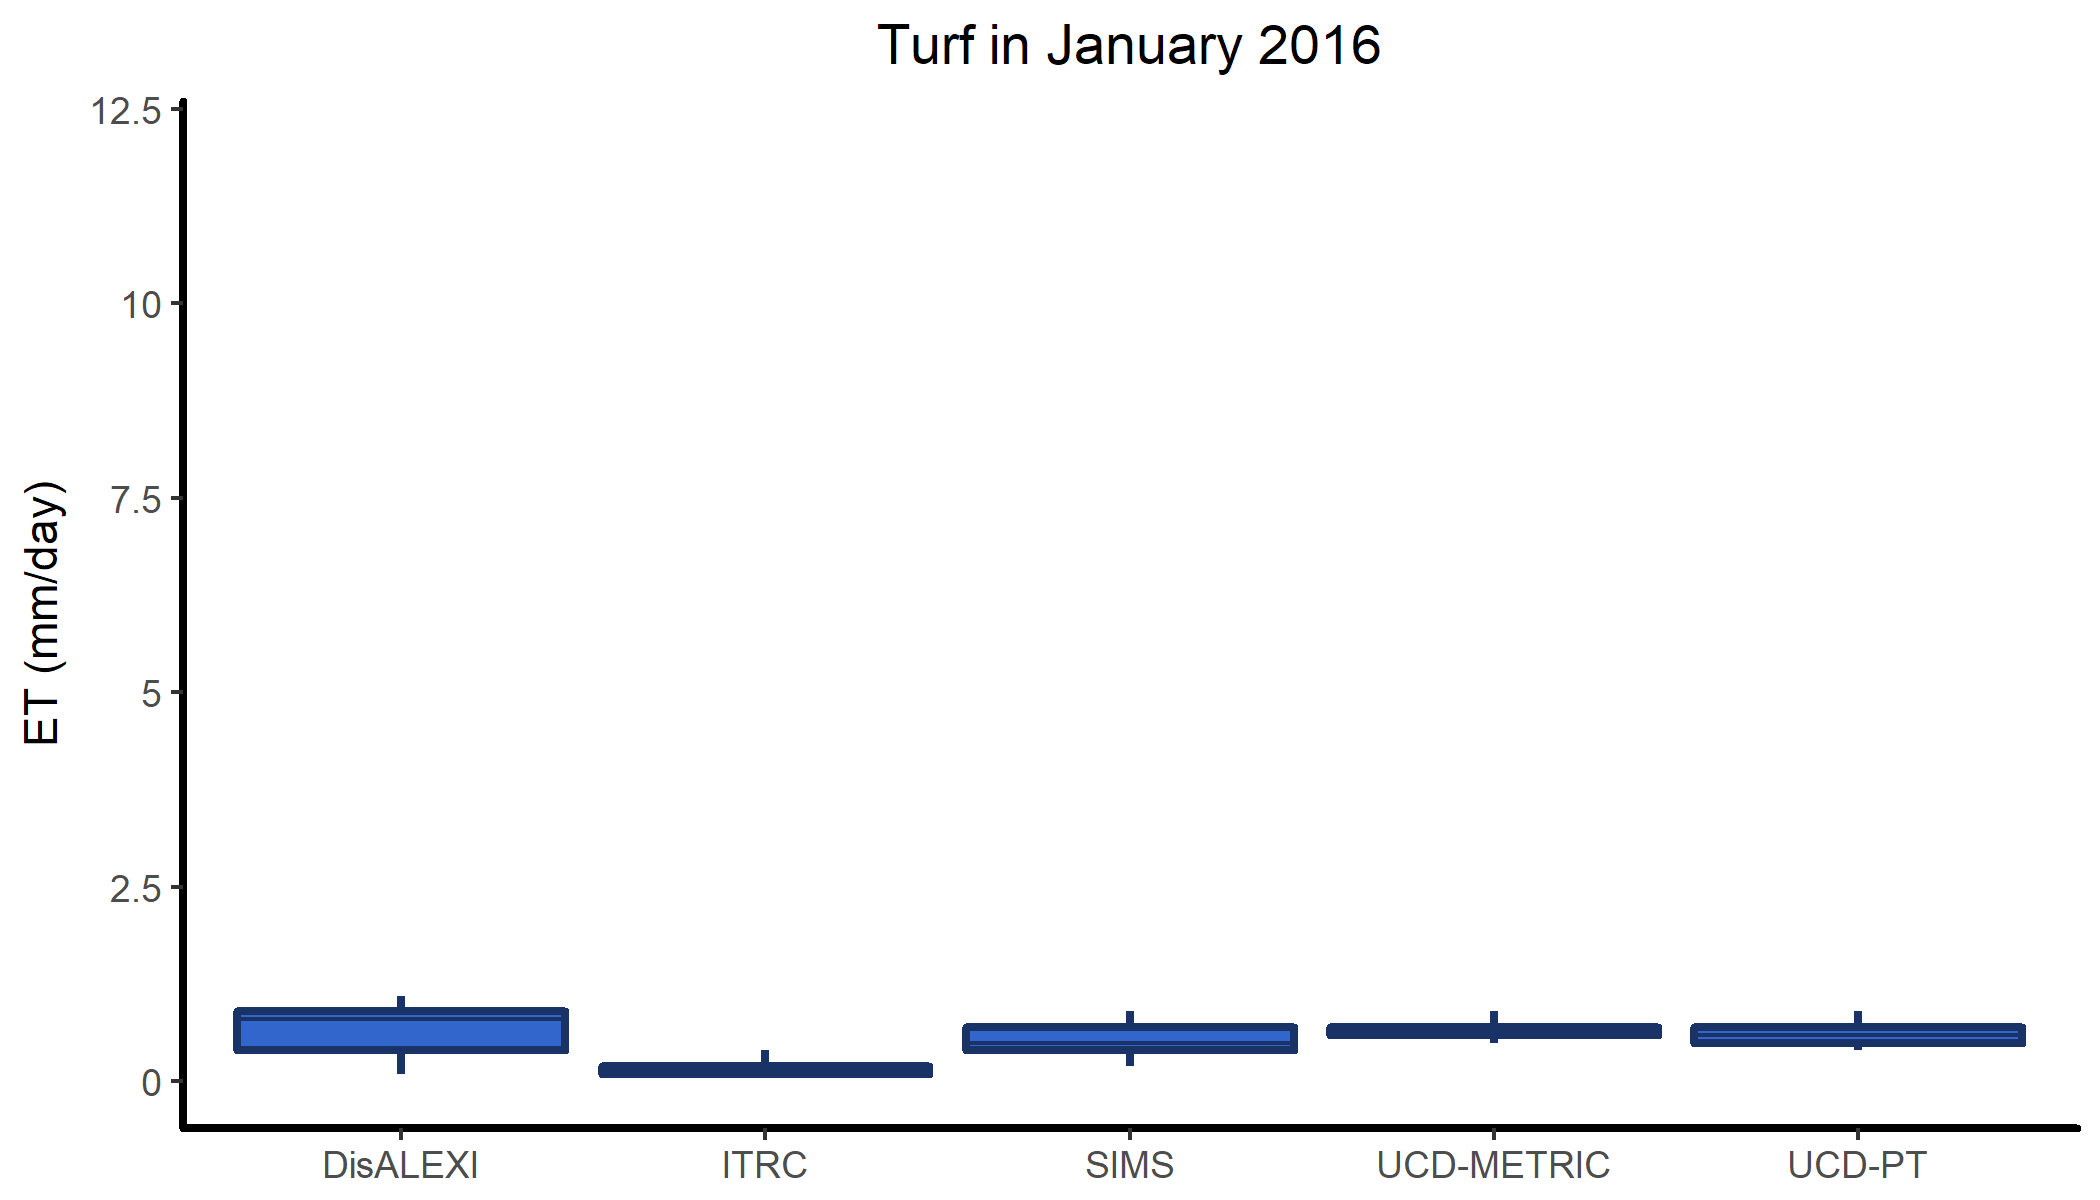 Turf in January 2016
ET (mm/day)
12.5
10
7.5
5
2.5
0
DisALEXI ITRC SIMS UCD-METRIC UCD-PT